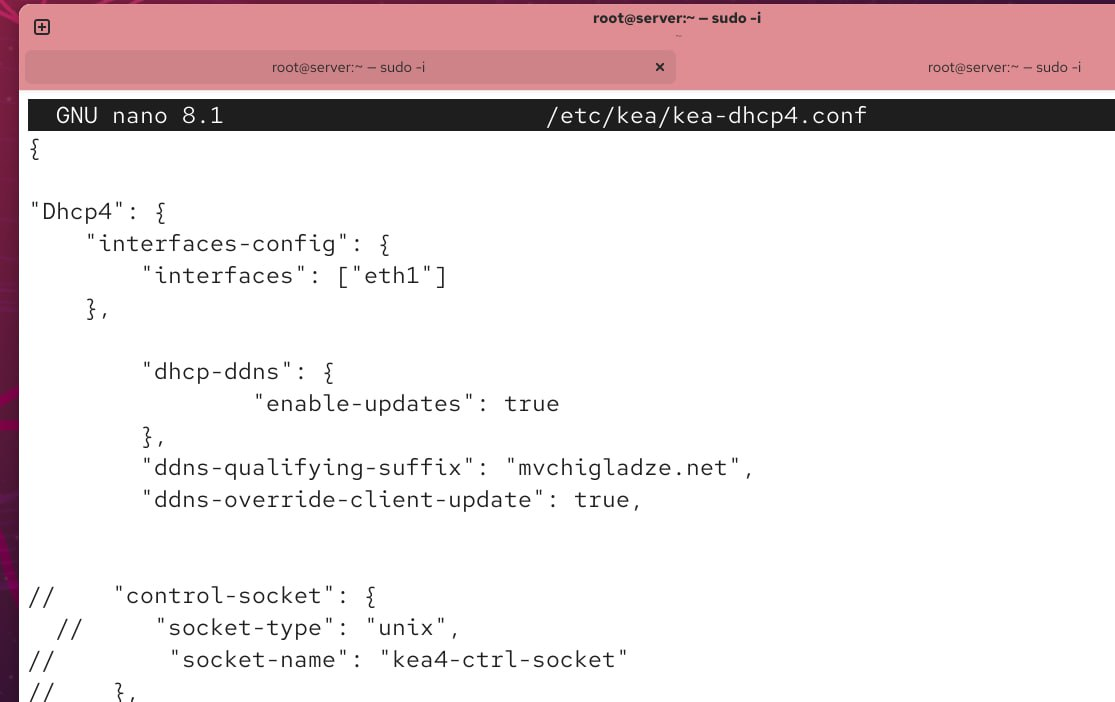 root@server:~ — sudo -i
~
root@server:~ — sudo -i × root@server:~ — sudo -i
GNU nano 8.1 /etc/kea/kea-dhcp4.conf
{
"Dhcp4": {
    "interfaces-config": {
        "interfaces": ["eth1"]
    },
        "dhcp-ddns": {
                "enable-updates": true
        },
        "ddns-qualifying-suffix": "mvchigladze.net",
        "ddns-override-client-update": true,
//    "control-socket": {
  //     "socket-type": "unix",
//        "socket-name": "kea4-ctrl-socket"
//    },